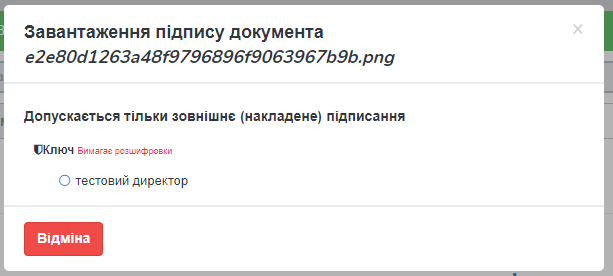 Завантаження підпису документа
e2e80d1263a48f9796896f9063967b9b.png
×
Допускається тільки зовнішнє (накладене) підписання
Ключ Вимагає розшифровки
тестовий директор
Відміна